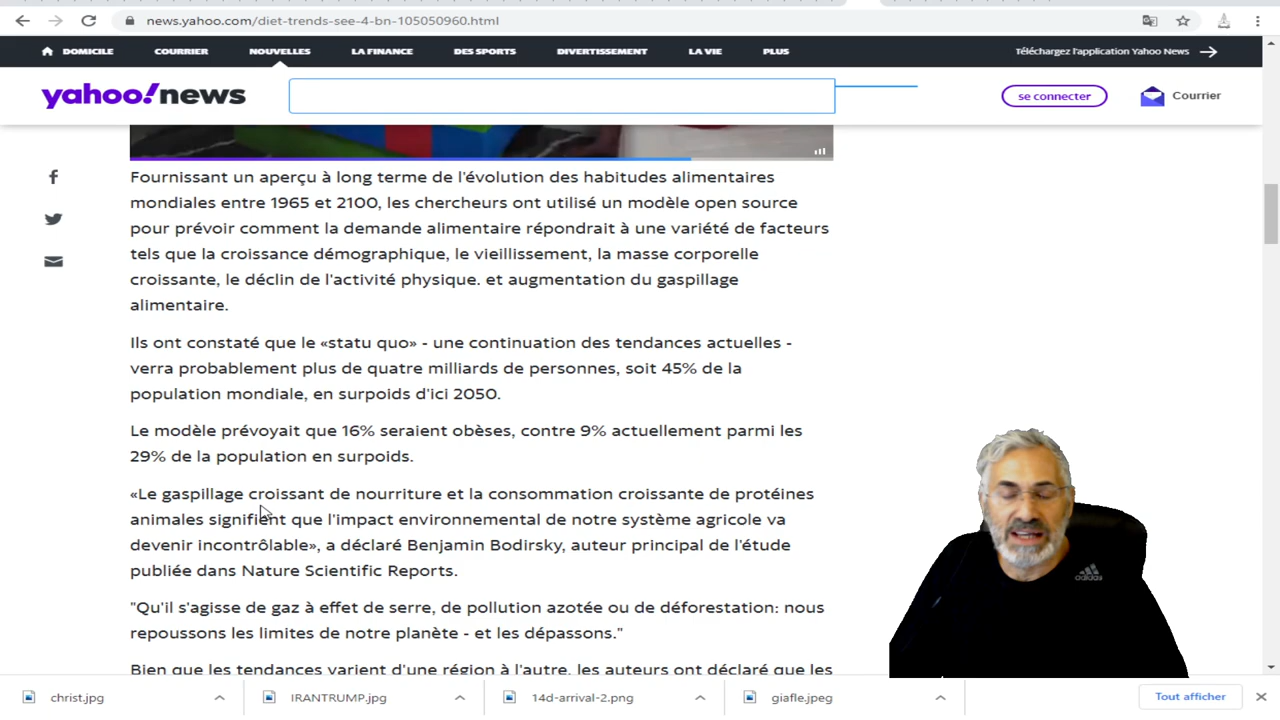 news.yahoo.com/diet-trends-see-4-bn-105050960.html
DOMICILE COURRIER NOUVELLES LA FINANCE DES SPORTS DIVERTISSEMENT LA VIE PLUS Téléchargez l'application Yahoo News
yahoo!news se connecter Courrier
Fournissant un aperçu à long terme de l'évolution des habitudes alimentaires
mondiales entre 1965 et 2100, les chercheurs ont utilisé un modèle open source
pour prévoir comment la demande alimentaire répondrait à une variété de facteurs
tels que la croissance démographique, le vieillissement, la masse corporelle
croissante, le déclin de l'activité physique. et augmentation du gaspillage
alimentaire.
Ils ont constaté que le «statu quo» - une continuation des tendances actuelles -
verra probablement plus de quatre milliards de personnes, soit 45% de la
population mondiale, en surpoids d'ici 2050.
Le modèle prévoyait que 16% seraient obèses, contre 9% actuellement parmi les
29% de la population en surpoids.
«Le gaspillage croissant de nourriture et la consommation croissante de protéines
animales signifient que l'impact environnemental de notre système agricole va
devenir incontrôlable», a déclaré Benjamin Bodirsky, auteur principal de l'étude
publiée dans Nature Scientific Reports.
"Qu'il s'agisse de gaz à effet de serre, de pollution azotée ou de déforestation: nous
repoussons les limites de notre planète - et les dépassons."
Bien que les tendances varient d'une région à l'autre, les auteurs ont déclaré que les
adidas
christ.jpg IRANTRUMP.jpg 14d-arrival-2.png giafle.jpeg Tout afficher